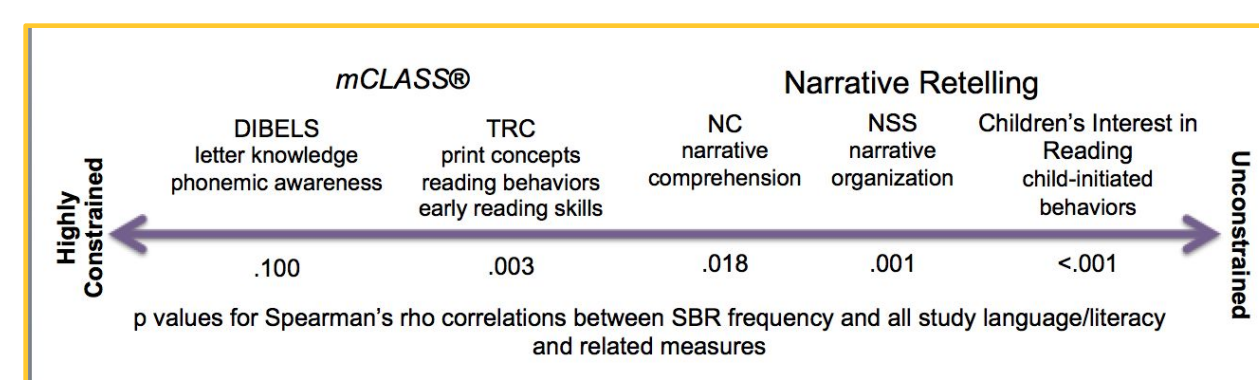 mCLASS®
Narrative Retelling
DIBELS
letter knowledge
phonemic awareness
TRC
print concepts
reading behaviors
early reading skills
NC
narrative
comprehension
NSS
narrative
organization
Children's Interest in
Reading
child-initiated
behaviors
Highly
Constrained
Unconstrained
.100
.003
.018
.001
<.001
p values for Spearman's rho correlations between SBR frequency and all study language/literacy
and related measures